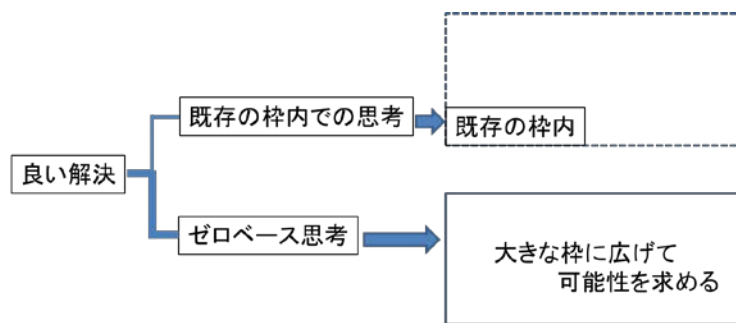 既存の枠内での思考
既存の枠内
良い解決
ゼロベース思考
大きな枠に広げて
可能性を求める